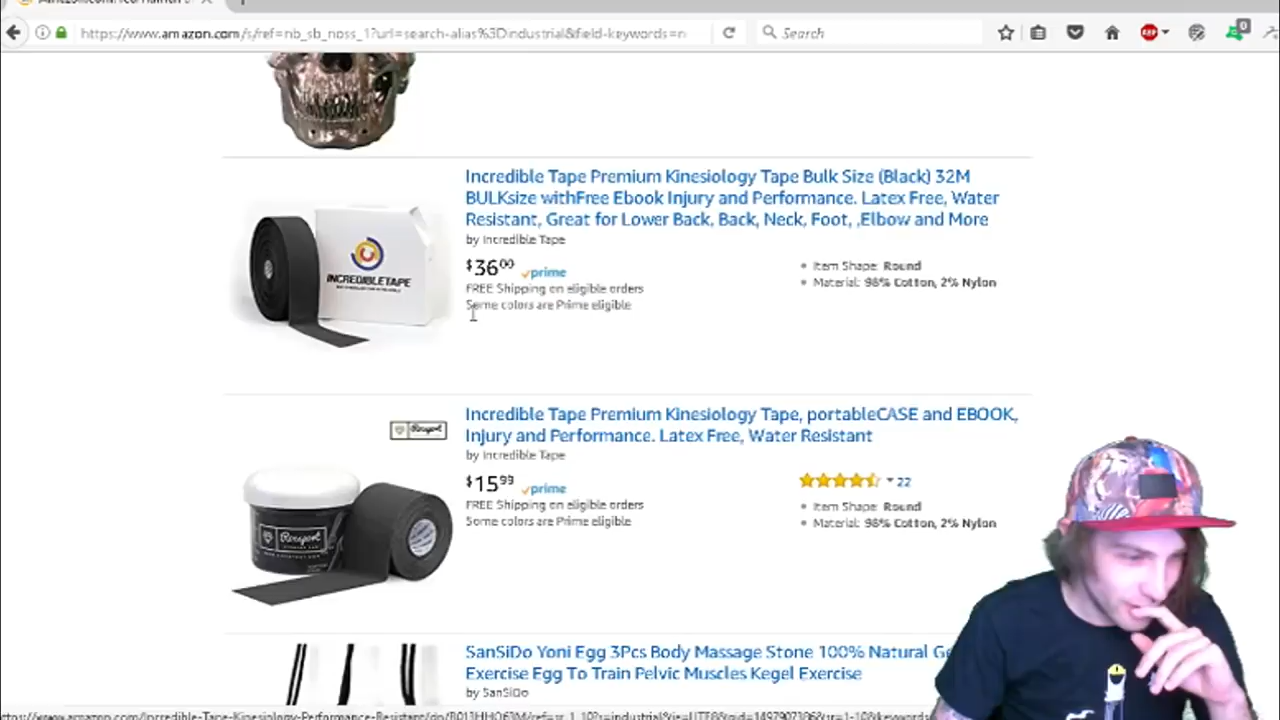 https://www.amazon.com/s/ref=nb_sb_noss_1?url=search-alias%3Dindustrial&field-keywords=n
Search
0
Incredible Tape Premium Kinesiology Tape Bulk Size (Black) 32M
BULKsize withFree Ebook Injury and Performance. Latex Free, Water
Resistant, Great for Lower Back, Back, Neck, Foot, ,Elbow and More
by Incredible Tape
$36 00 prime
FREE Shipping on eligible orders
Some colors are Prime eligible
Item Shape: Round
Material: 98% Cotton, 2% Nylon
INCREDIBLETAPE
Incredible Tape Premium Kinesiology Tape, portableCASE and EBOOK,
Injury and Performance. Latex Free, Water Resistant
by Incredible Tape
$15 99 prime
FREE Shipping on eligible orders
Some colors are Prime eligible
22
Item Shape: Round
Material: 98% Cotton, 2% Nylon
SanSiDo Yoni Egg 3Pcs Body Massage Stone 100% Natural
Exercise Egg To Train Pelvic Muscles Kegel Exercise
by SanSiDo